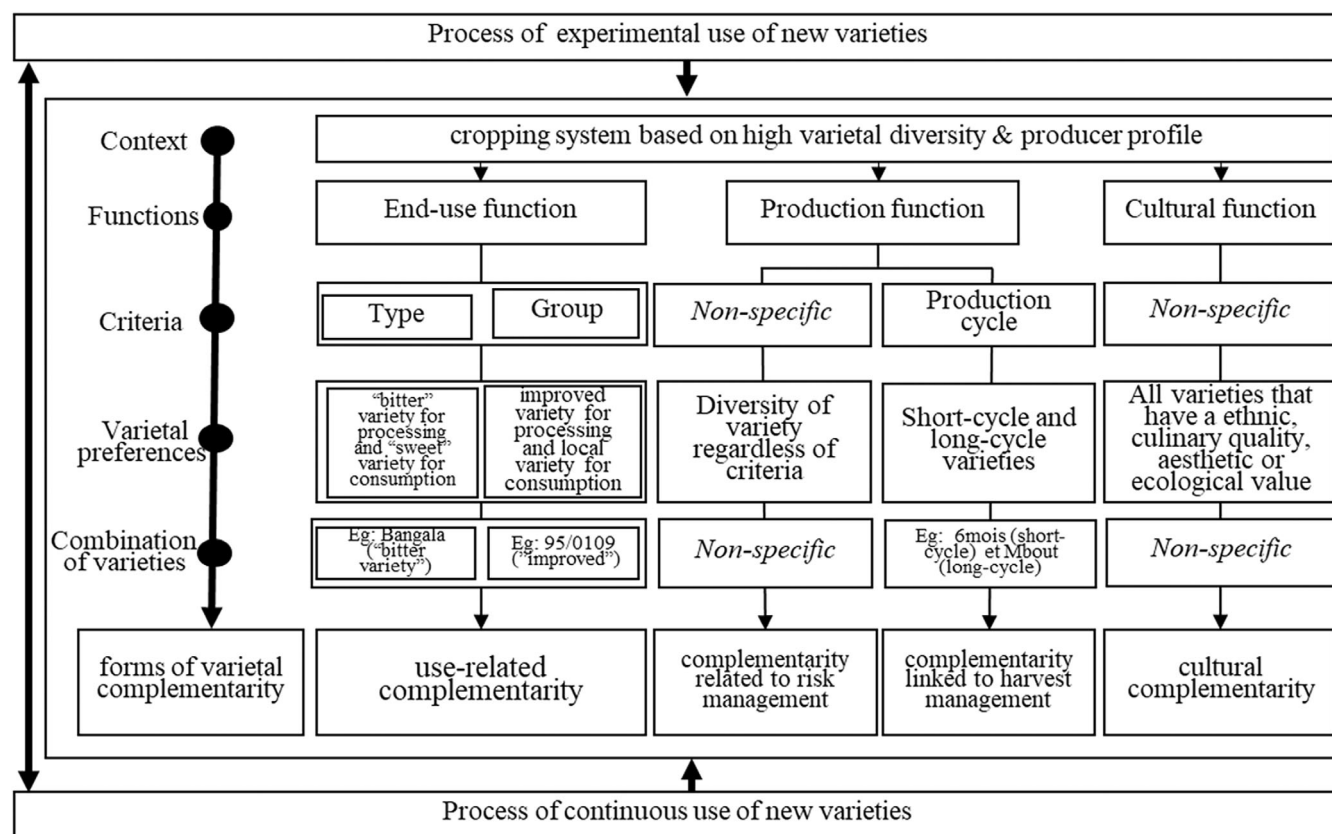 Process of experimental use of new varieties
Context
cropping system based on high varietal diversity & producer profile
Functions
End-use function
Production function
Cultural function
Criteria
Type
Group
Non-specific
Production
cycle
Non-specific
Varietal
preferences
“bitter”
variety for
processing
and “sweet”
variety for
consumption
improved
variety for
processing
and local
variety for
consumption
Diversity of
variety
regardless of
criteria
Short-cycle and
long-cycle
varieties
All varieties that
have a ethnic,
culinary quality,
aesthetic or
ecological value
Combination
of varieties
Eg: Bangala
(“bitter
variety”)
Eg: 95/0109
(”improved”)
Non-specific
Eg: 6mois (short-
cycle) et Mbout
(long-cycle)
Non-specific
forms of varietal
complementarity
use-related
complementarity
complementarity
related to risk
management
complementarity
linked to harvest
management
cultural
complementarity
Process of continuous use of new varieties